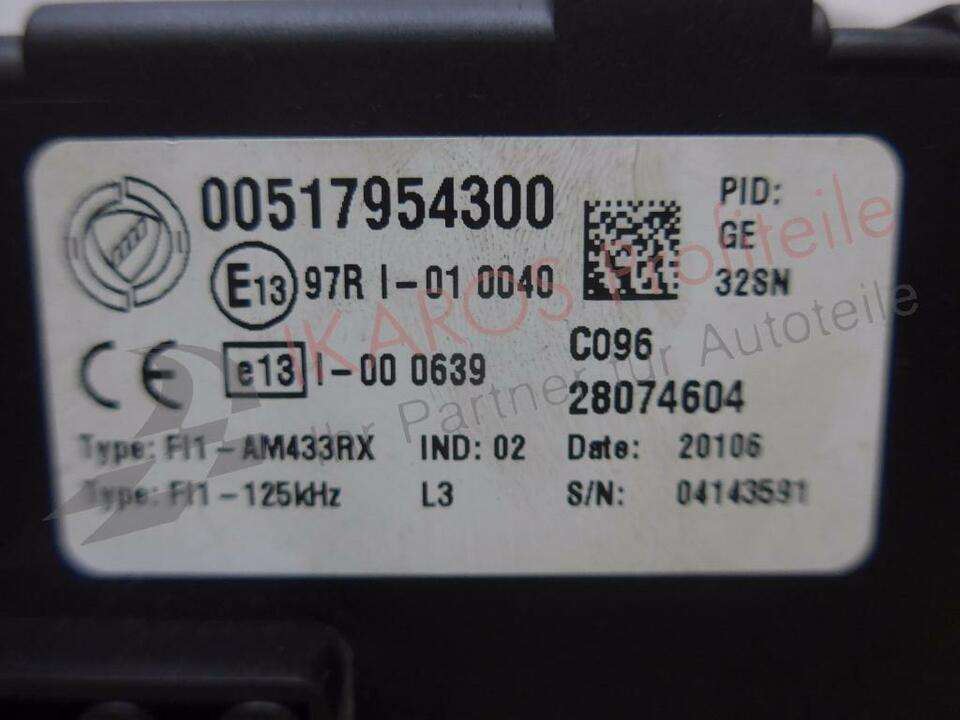 00517954300
PID:
GE
32SN
E13 97R I-01 0040
C096
e13 I-00 0639
28074604
CE
Type: FI1-AM433RX IND: 02 Date: 20106
Type: FI1-125kHz L3 S/N: 04143591
IKAROS Profiteile
Ihr Partner für Autoteile